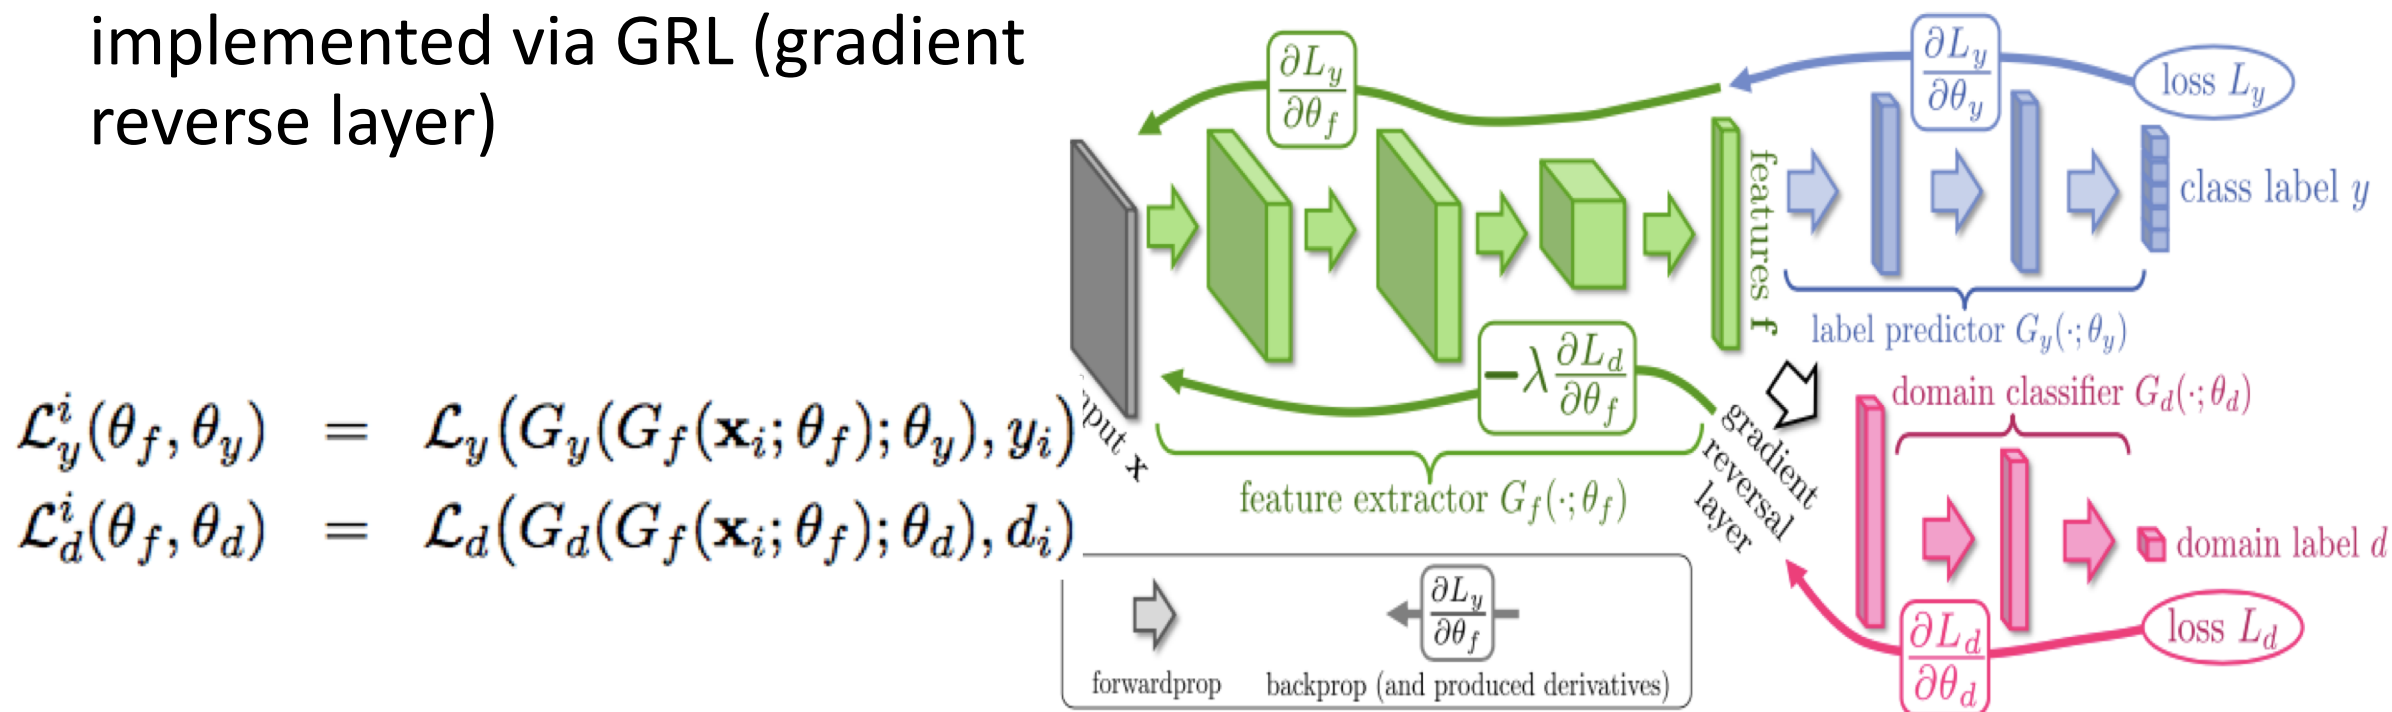 implemented via GRL (gradient
reverse layer)
∂L_y
∂θ_f
∂L_y
∂θ_y
loss L_y
features f
class label y
label predictor G_y(·; θ_y)
−λ ∂L_d
∂θ_f
domain classifier G_d(·; θ_d)
ℒ^i_y(θ_f, θ_y) = ℒ_y(G_y(G_f(x_i; θ_f); θ_y), y_i)
nput x
gradient
reversal
layer
feature extractor G_f(·; θ_f)
ℒ^i_d(θ_f, θ_d) = ℒ_d(G_d(G_f(x_i; θ_f); θ_d), d_i)
domain label d
∂L_y
∂θ_f
loss L_d
∂L_d
∂θ_d
forwardprop
backprop (and produced derivatives)